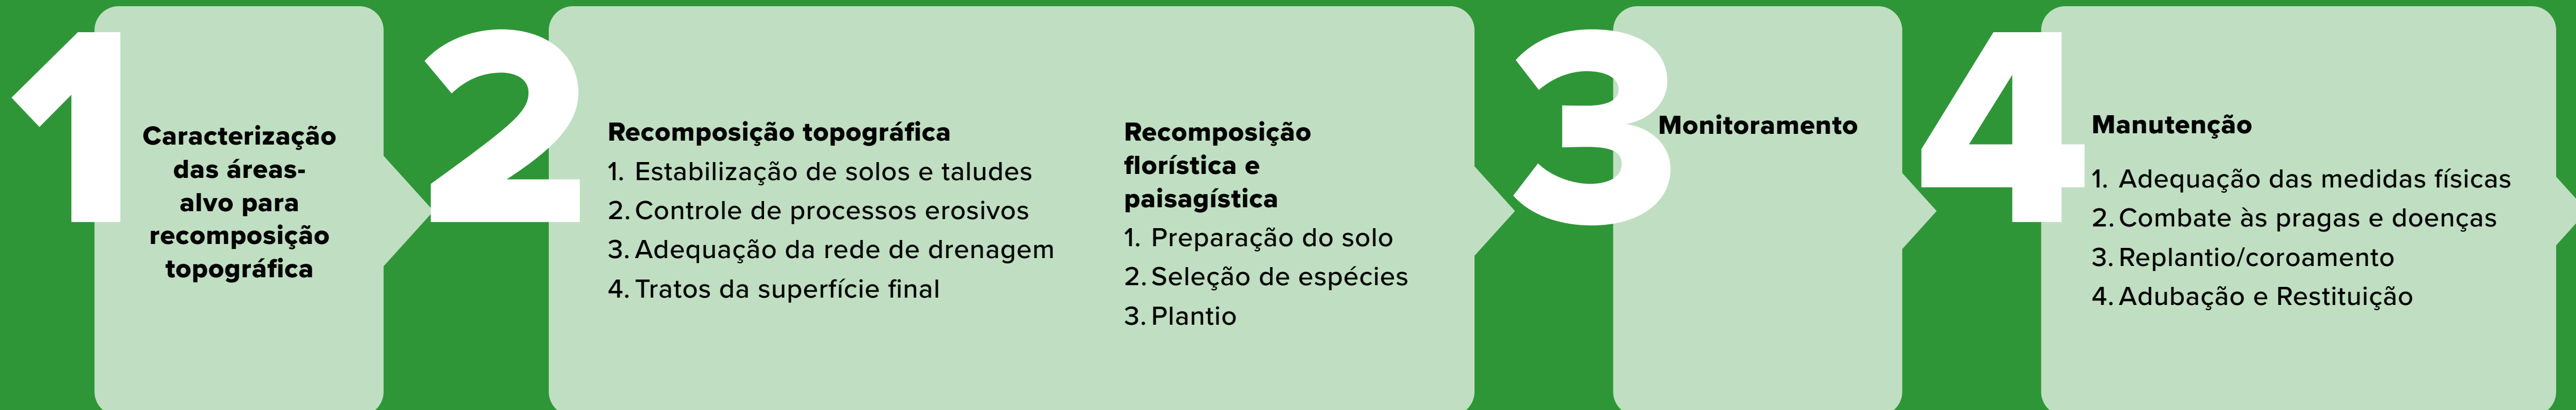 1
Caracterização
das áreas-
alvo para
recomposição
topográfica
2
Recomposição topográfica
1. Estabilização de solos e taludes
2. Controle de processos erosivos
3. Adequação da rede de drenagem
4. Tratos da superfície final
Recomposição
florística e
paisagística
1. Preparação do solo
2. Seleção de espécies
3. Plantio
3
Monitoramento
4
Manutenção
1. Adequação das medidas físicas
2. Combate às pragas e doenças
3. Replantio/coroamento
4. Adubação e Restituição